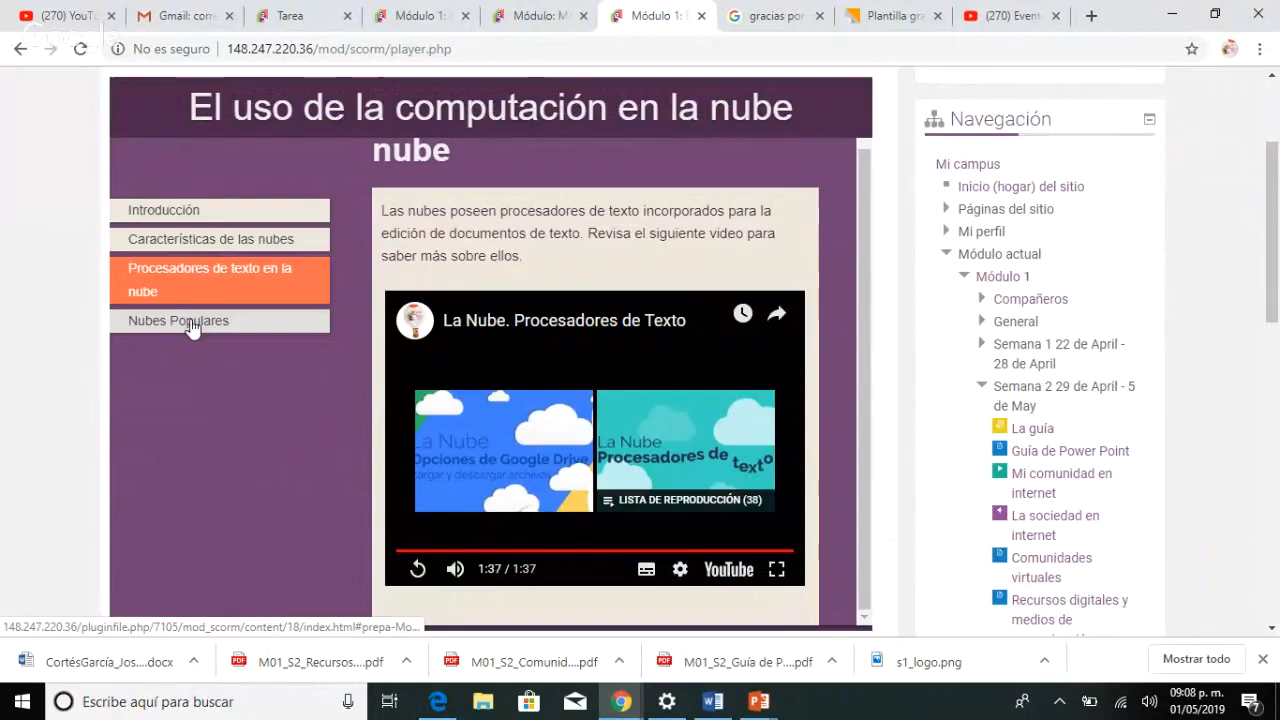 (270) YouT
Gmail: corre
Tarea
Módulo 1: r
Módulo: M
Módulo 1: E
gracias por
Plantilla gra
(270) Event
No es seguro
148.247.220.36/mod/scorm/player.php
El uso de la computación en la nube
nube
Introducción
Características de las nubes
Procesadores de texto en la
nube
Nubes Populares
Las nubes poseen procesadores de texto incorporados para la
edición de documentos de texto. Revisa el siguiente video para
saber más sobre ellos.
La Nube. Procesadores de Texto
La Nube
Opciones de Google Drive
cargar y descargar archivos
La Nube
Procesadores de texto
LISTA DE REPRODUCCIÓN (38)
1:37 / 1:37
YouTube
Navegación
Mi campus
Inicio (hogar) del sitio
Páginas del sitio
Mi perfil
Módulo actual
Módulo 1
Compañeros
General
Semana 1 22 de April -
28 de April
Semana 2 29 de April - 5
de May
La guía
Guía de Power Point
Mi comunidad en
internet
La sociedad en
internet
Comunidades
virtuales
Recursos digitales y
medios de
148.247.220.36/pluginfile.php/7105/mod_scorm/content/18/index.html#prepa-Mo...
CortésGarcía_Jos....docx
M01_S2_Recursos....pdf
M01_S2_Comunid....pdf
M01_S2_Guía de P....pdf
s1_logo.png
Mostrar todo
Escribe aquí para buscar
09:08 p. m.
01/05/2019
7